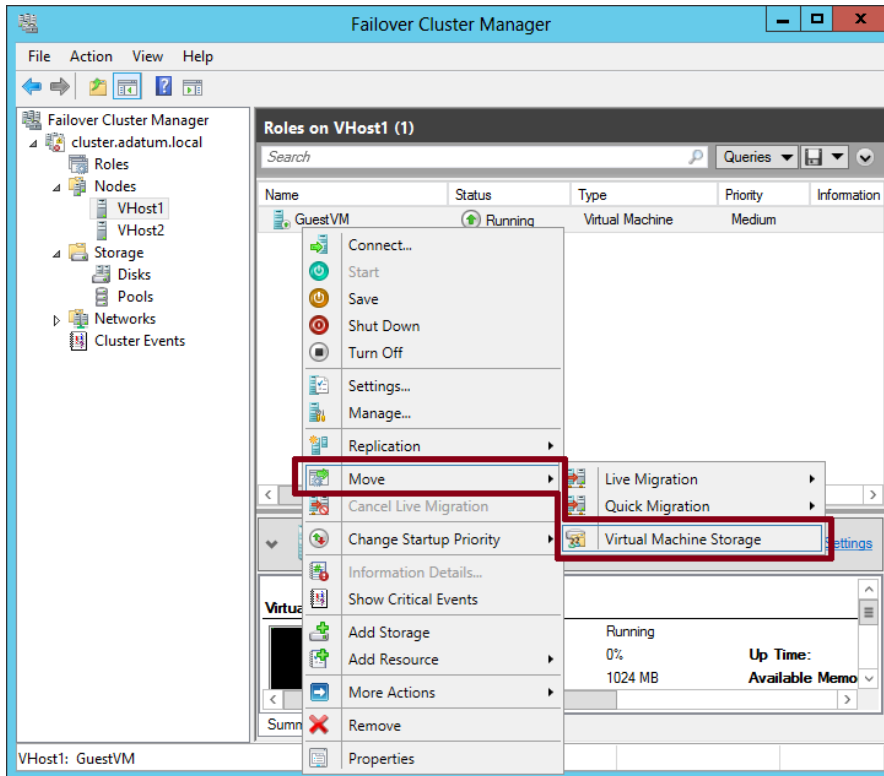 Failover Cluster Manager
File Action View Help
Failover Cluster Manager
cluster.adatum.local
Roles
Nodes
VHost1
VHost2
Storage
Disks
Pools
Networks
Cluster Events
Roles on VHost1 (1)
Search
Queries
Name Status Type Priority Information
GuestVM Running Virtual Machine Medium
Connect...
Start
Save
Shut Down
Turn Off
Settings...
Manage...
Replication
Move
Cancel Live Migration
Change Startup Priority
Information Details...
Show Critical Events
Add Storage
Add Resource
More Actions
Remove
Properties
Live Migration
Quick Migration
Virtual Machine Storage
Settings
Running
0% Up Time:
1024 MB
VHost1: GuestVM